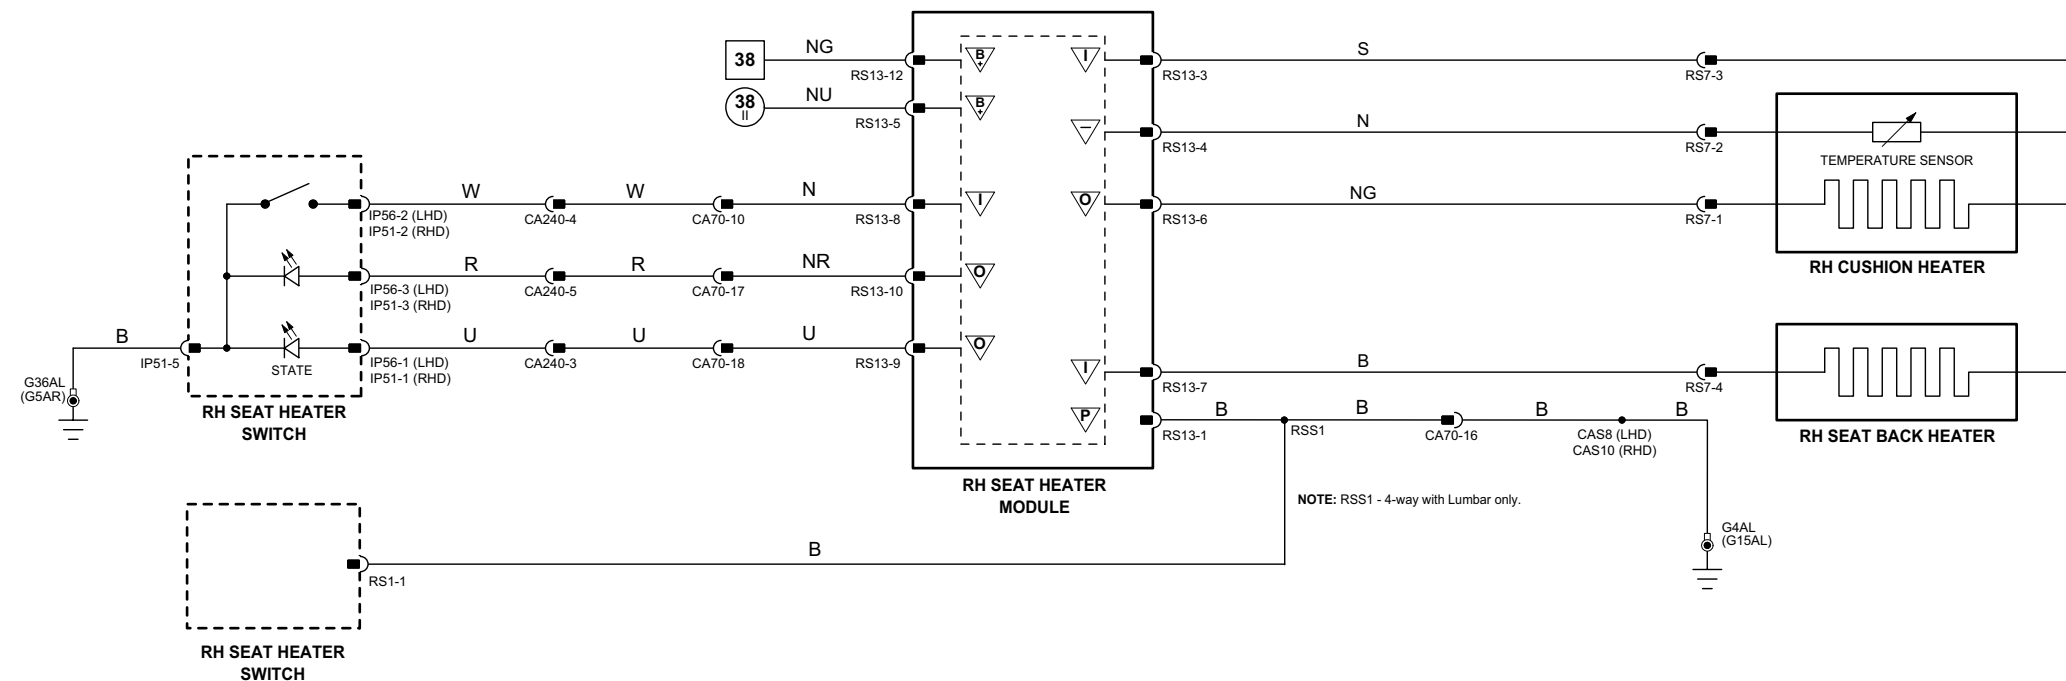 38
NG
RS13-12
B
+
I
S
RS13-3
RS7-3
38
II
NU
RS13-5
B
+
–
N
RS13-4
RS7-2
TEMPERATURE SENSOR
W
W
N
IP56-2 (LHD)
IP51-2 (RHD)
CA240-4
CA70-10
RS13-8
I
O
NG
RS13-6
RS7-1
RH CUSHION HEATER
R
R
NR
IP56-3 (LHD)
IP51-3 (RHD)
CA240-5
CA70-17
RS13-10
O
B
IP51-5
STATE
U
U
U
IP56-1 (LHD)
IP51-1 (RHD)
CA240-3
CA70-18
RS13-9
O
G36AL
(G5AR)
RH SEAT HEATER
SWITCH
I
B
RS13-7
RS7-4
P
B
B
B
B
RS13-1
RSS1
CA70-16
CAS8 (LHD)
CAS10 (RHD)
RH SEAT BACK HEATER
RH SEAT HEATER
MODULE
NOTE: RSS1 - 4-way with Lumbar only.
G4AL
(G15AL)
B
RS1-1
RH SEAT HEATER
SWITCH